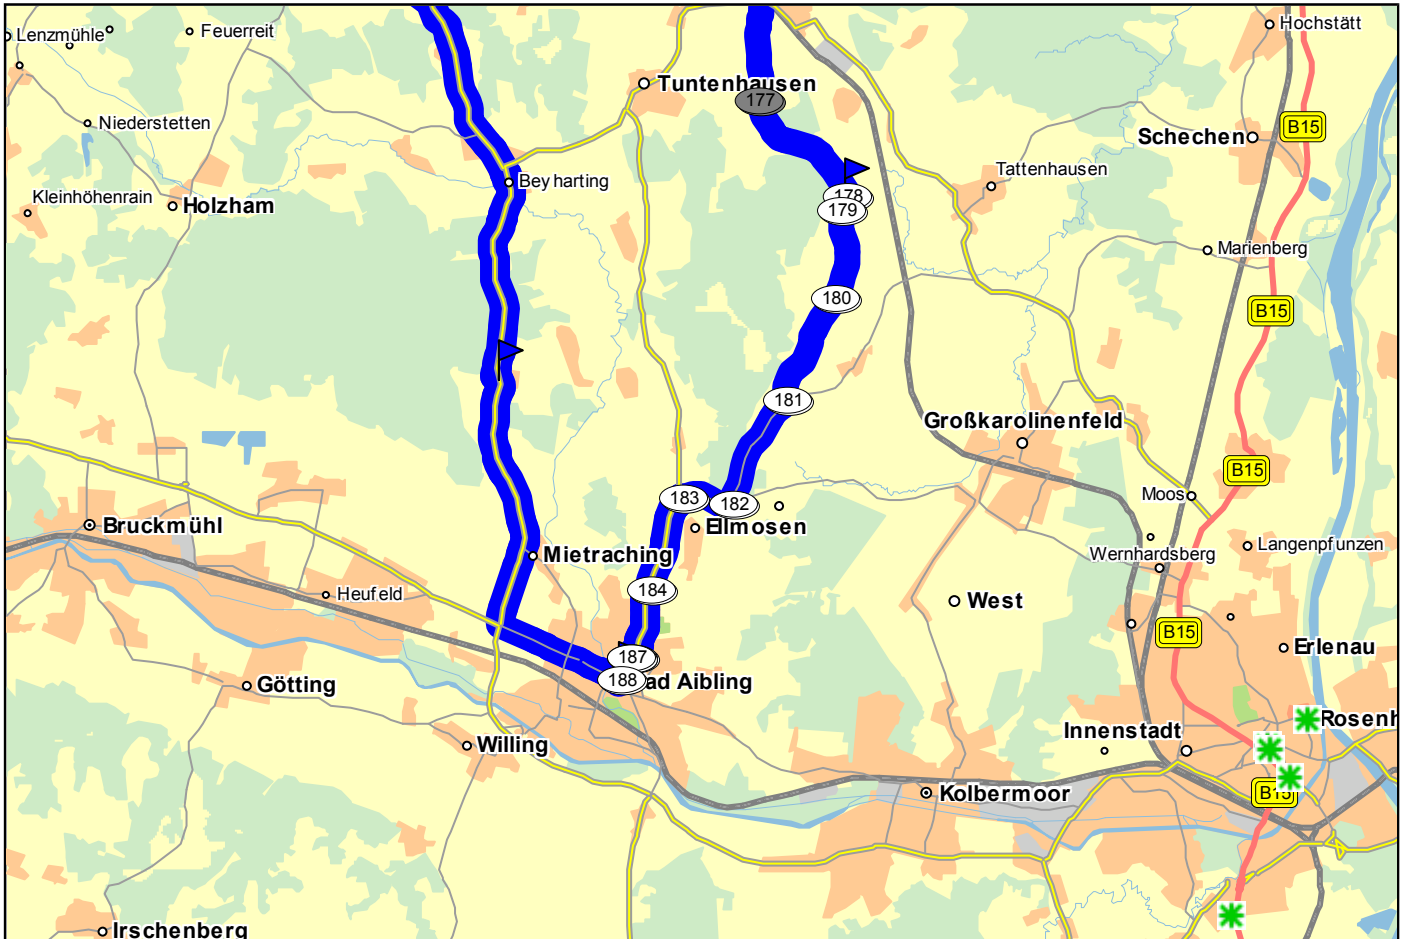 Lenzmühle
Feuerreit
Hochstätt
Tuntenhausen
177
Niederstetten
B15
Schechen
Tattenhausen
Beyharting
Kleinhöhenrain
Holzham
178
179
Marienberg
180
B15
181
Großkarolinenfeld
B15
183
182
Moos
Bruckmühl
Ellmosen
Mietraching
Wernhardsberg
Langenpfunzen
Heufeld
184
West
B15
Erlenau
187
188
ad Aibling
Götting
Rosenh
Willing
Innenstadt
Kolbermoor
B15
Irschenberg